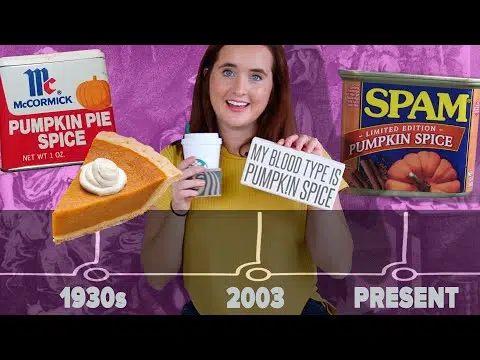 Mc
McCORMICK
PUMPKIN PIE
SPICE
NET WT 1 OZ.
MY BLOOD TYPE IS
PUMPKIN SPICE
SPAM
LIMITED EDITION
PUMPKIN SPICE
1930s
2003
PRESENT